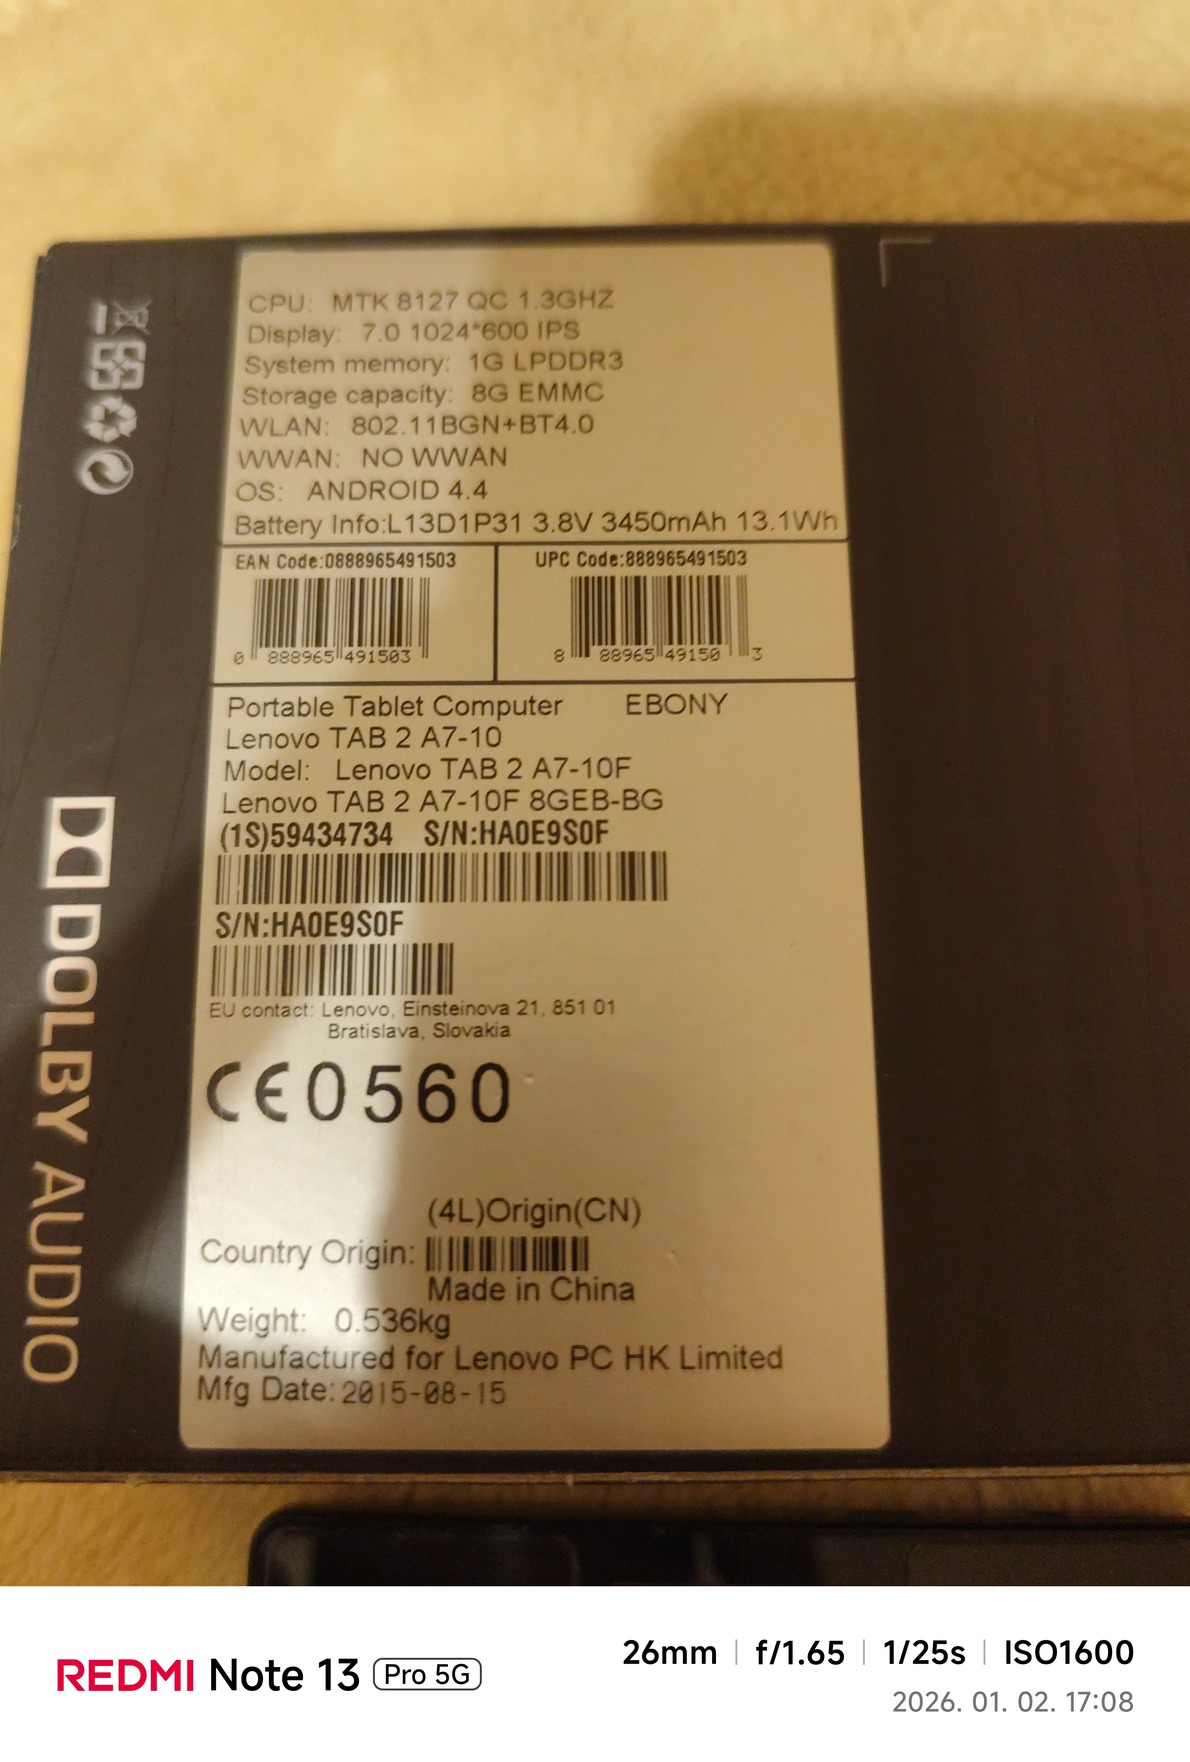 CPU: MTK 8127 QC 1.3GHZ
Display: 7.0 1024*600 IPS
System memory: 1G LPDDR3
Storage capacity: 8G EMMC
WLAN: 802.11BGN+BT4.0
WWAN: NO WWAN
OS: ANDROID 4.4
Battery Info:L13D1P31 3.8V 3450mAh 13.1Wh
EAN Code:0888965491503
0 888965 491503
UPC Code:888965491503
8 88965 49150 3
Portable Tablet Computer EBONY
Lenovo TAB 2 A7-10
Model: Lenovo TAB 2 A7-10F
Lenovo TAB 2 A7-10F 8GEB-BG
(1S)59434734 S/N:HA0E9S0F
S/N:HA0E9S0F
EU contact: Lenovo, Einsteinova 21, 851 01
Bratislava, Slovakia
CE0560
(4L)Origin(CN)
Country Origin:
Made in China
Weight: 0.536kg
Manufactured for Lenovo PC HK Limited
Mfg Date:2015-08-15
DOLBY AUDIO
REDMI Note 13 Pro 5G
26mm | f/1.65 | 1/25s | ISO1600
2026. 01. 02. 17:08